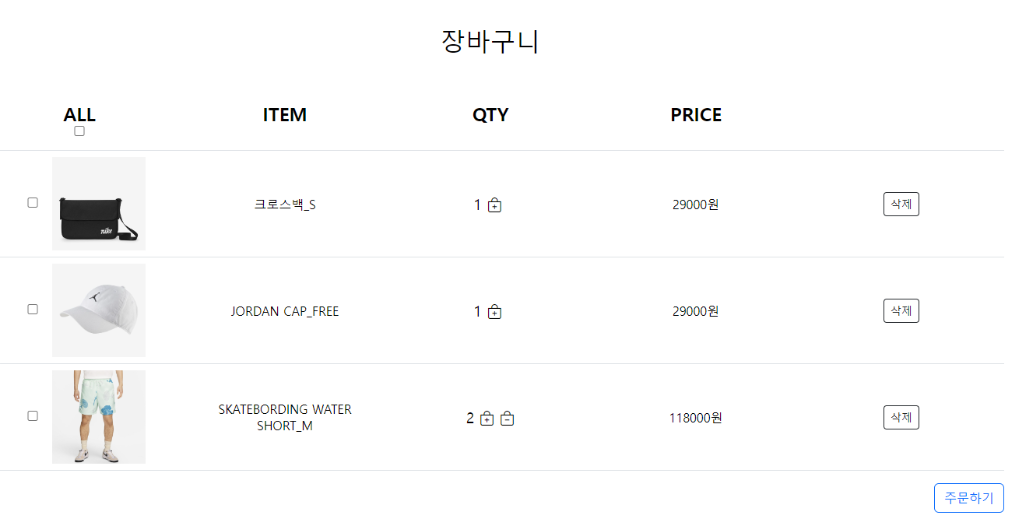 장바구니
ALL ITEM QTY PRICE
크로스백_S 1 29000원 삭제
JORDAN CAP_FREE 1 29000원 삭제
SKATEBORDING WATER
SHORT_M 2 118000원 삭제
주문하기